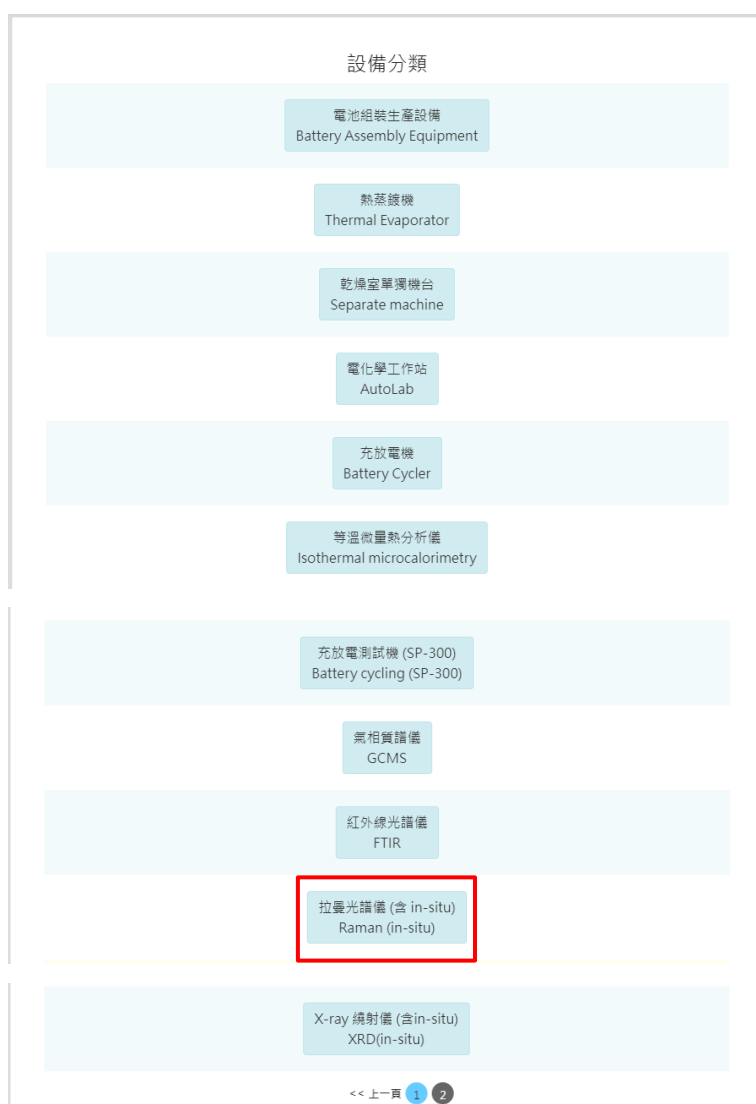 設備分類
電池組裝生產設備
Battery Assembly Equipment
熱蒸鍍機
Thermal Evaporator
乾燥室單獨機台
Separate machine
電化學工作站
AutoLab
充放電機
Battery Cycler
等溫微量熱分析儀
Isothermal microcalorimetry
充放電測試機 (SP-300)
Battery cycling (SP-300)
氣相質譜儀
GCMS
紅外線光譜儀
FTIR
拉曼光譜儀 (含 in-situ)
Raman (in-situ)
X-ray 繞射儀 (含in-situ)
XRD(in-situ)
<< 上一頁 1 2